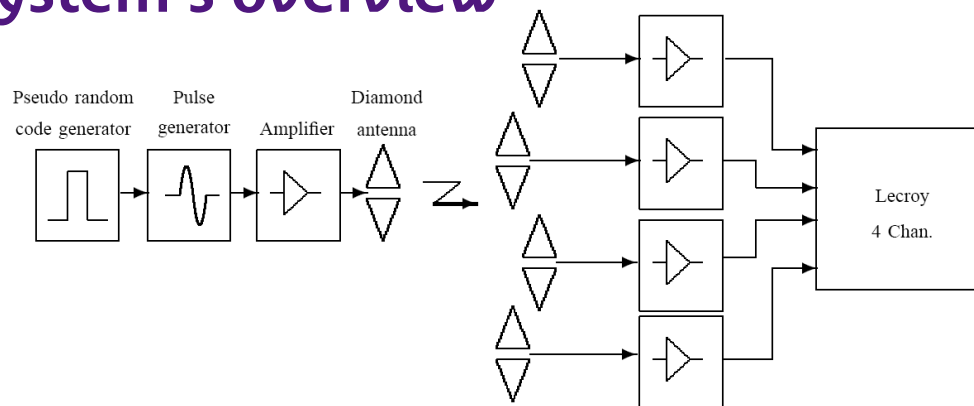 ystem's overview
Pseudo random
code generator
Pulse
generator
Amplifier
Diamond
antenna
Lecroy
4 Chan.